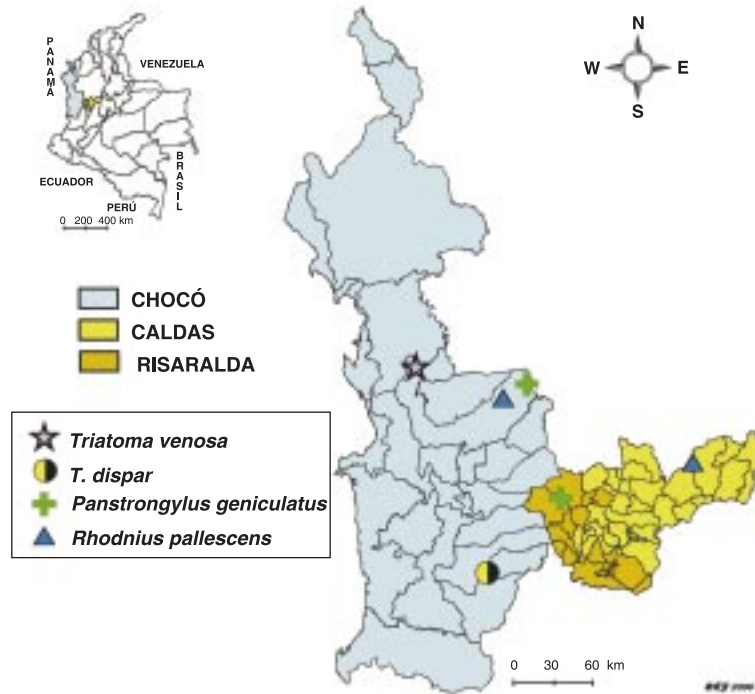 PANAMÁ
VENEZUELA
BRASIL
ECUADOR
PERÚ
0 200 400 km
N
W E
S
CHOCÓ
CALDAS
RISARALDA
Triatoma venosa
T. dispar
Panstrongylus geniculatus
Rhodnius pallescens
0 30 60 km